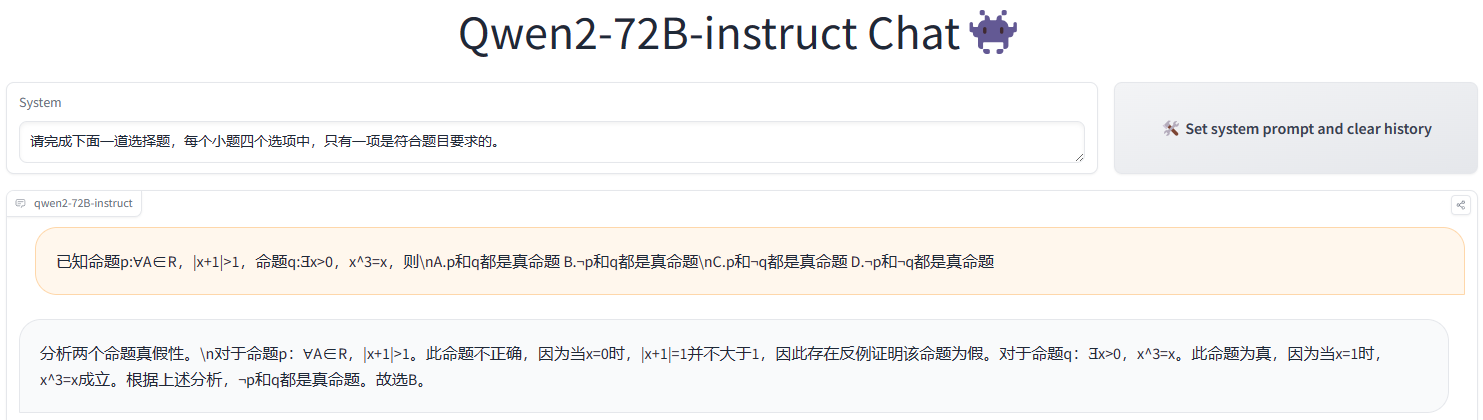 Qwen2-72B-instruct Chat
System
请完成下面一道选择题，每个小题四个选项中，只有一项是符合题目要求的。
Set system prompt and clear history
qwen2-72B-instruct
已知命题p:∀A∈R，|x+1|>1，命题q:∃x>0，x^3=x，则\nA.p和q都是真命题 B.¬p和q都是真命题\nC.p和¬q都是真命题 D.¬p和¬q都是真命题
分析两个命题真假性。\n对于命题p：∀A∈R，|x+1|>1。此命题不正确，因为当x=0时，|x+1|=1并不大于1，因此存在反例证明该命题为假。对于命题q：∃x>0，x^3=x。此命题为真，因为当x=1时，
x^3=x成立。根据上述分析，¬p和q都是真命题。故选B。